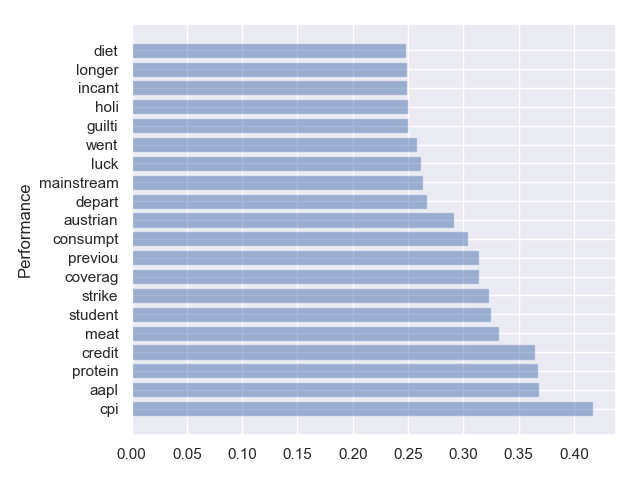 Performance
diet
longer
incant
holi
guilti
went
luck
mainstream
depart
austrian
consumpt
previou
coverag
strike
student
meat
credit
protein
aapl
cpi
0.00 0.05 0.10 0.15 0.20 0.25 0.30 0.35 0.40